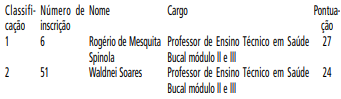 Classifi- Número de Nome Cargo Pontua-
cação inscrição ção
1 6 Rogério de Mesquita Professor de Ensino Técnico em Saúde 27
Spinola Bucal módulo II e III
2 51 Waldnei Soares Professor de Ensino Técnico em Saúde 24
Bucal módulo II e III